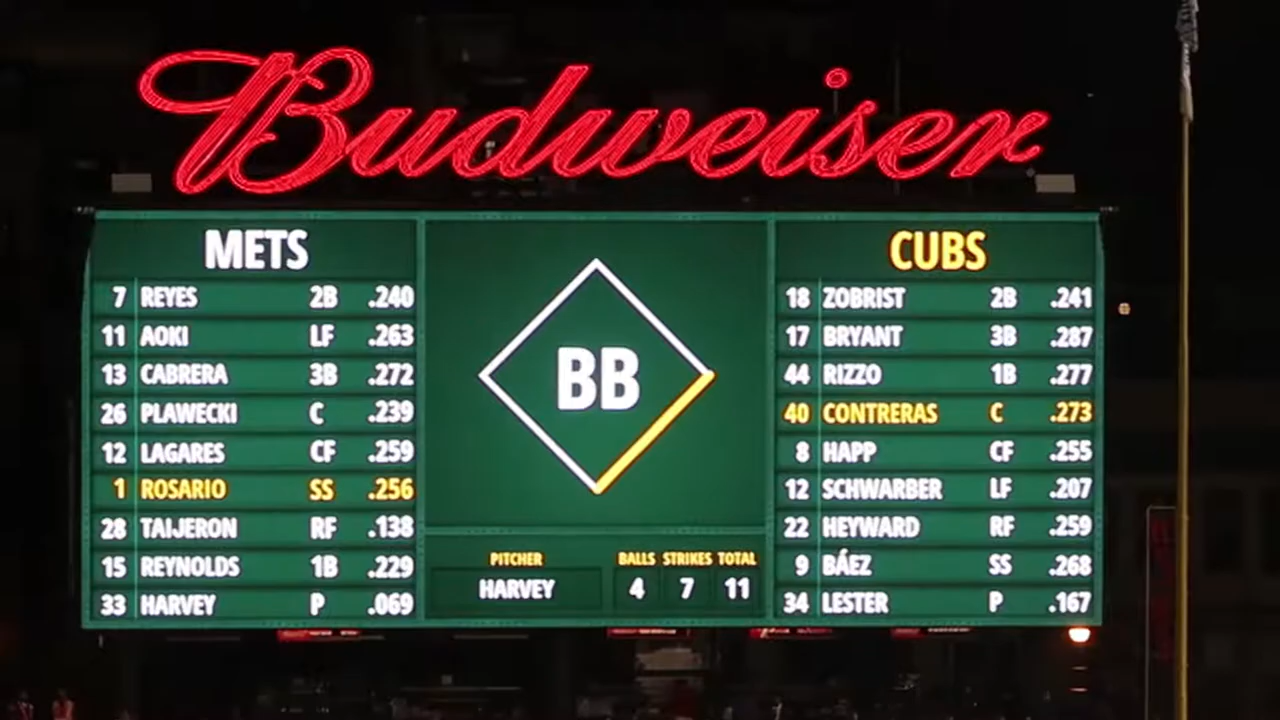 Budweiser
METS
7 REYES 2B .240
11 AOKI LF .263
13 CABRERA 3B .272
26 PLAWECKI C .239
12 LAGARES CF .259
1 ROSARIO SS .256
28 TAIJERON RF .138
15 REYNOLDS 1B .229
33 HARVEY P .069
BB
PITCHER BALLS STRIKES TOTAL
HARVEY 4 7 11
CUBS
18 ZOBRIST 2B .241
17 BRYANT 3B .287
44 RIZZO 1B .277
40 CONTRERAS C .273
8 HAPP CF .255
12 SCHWARBER LF .207
22 HEYWARD RF .259
9 BÁEZ SS .268
34 LESTER P .167